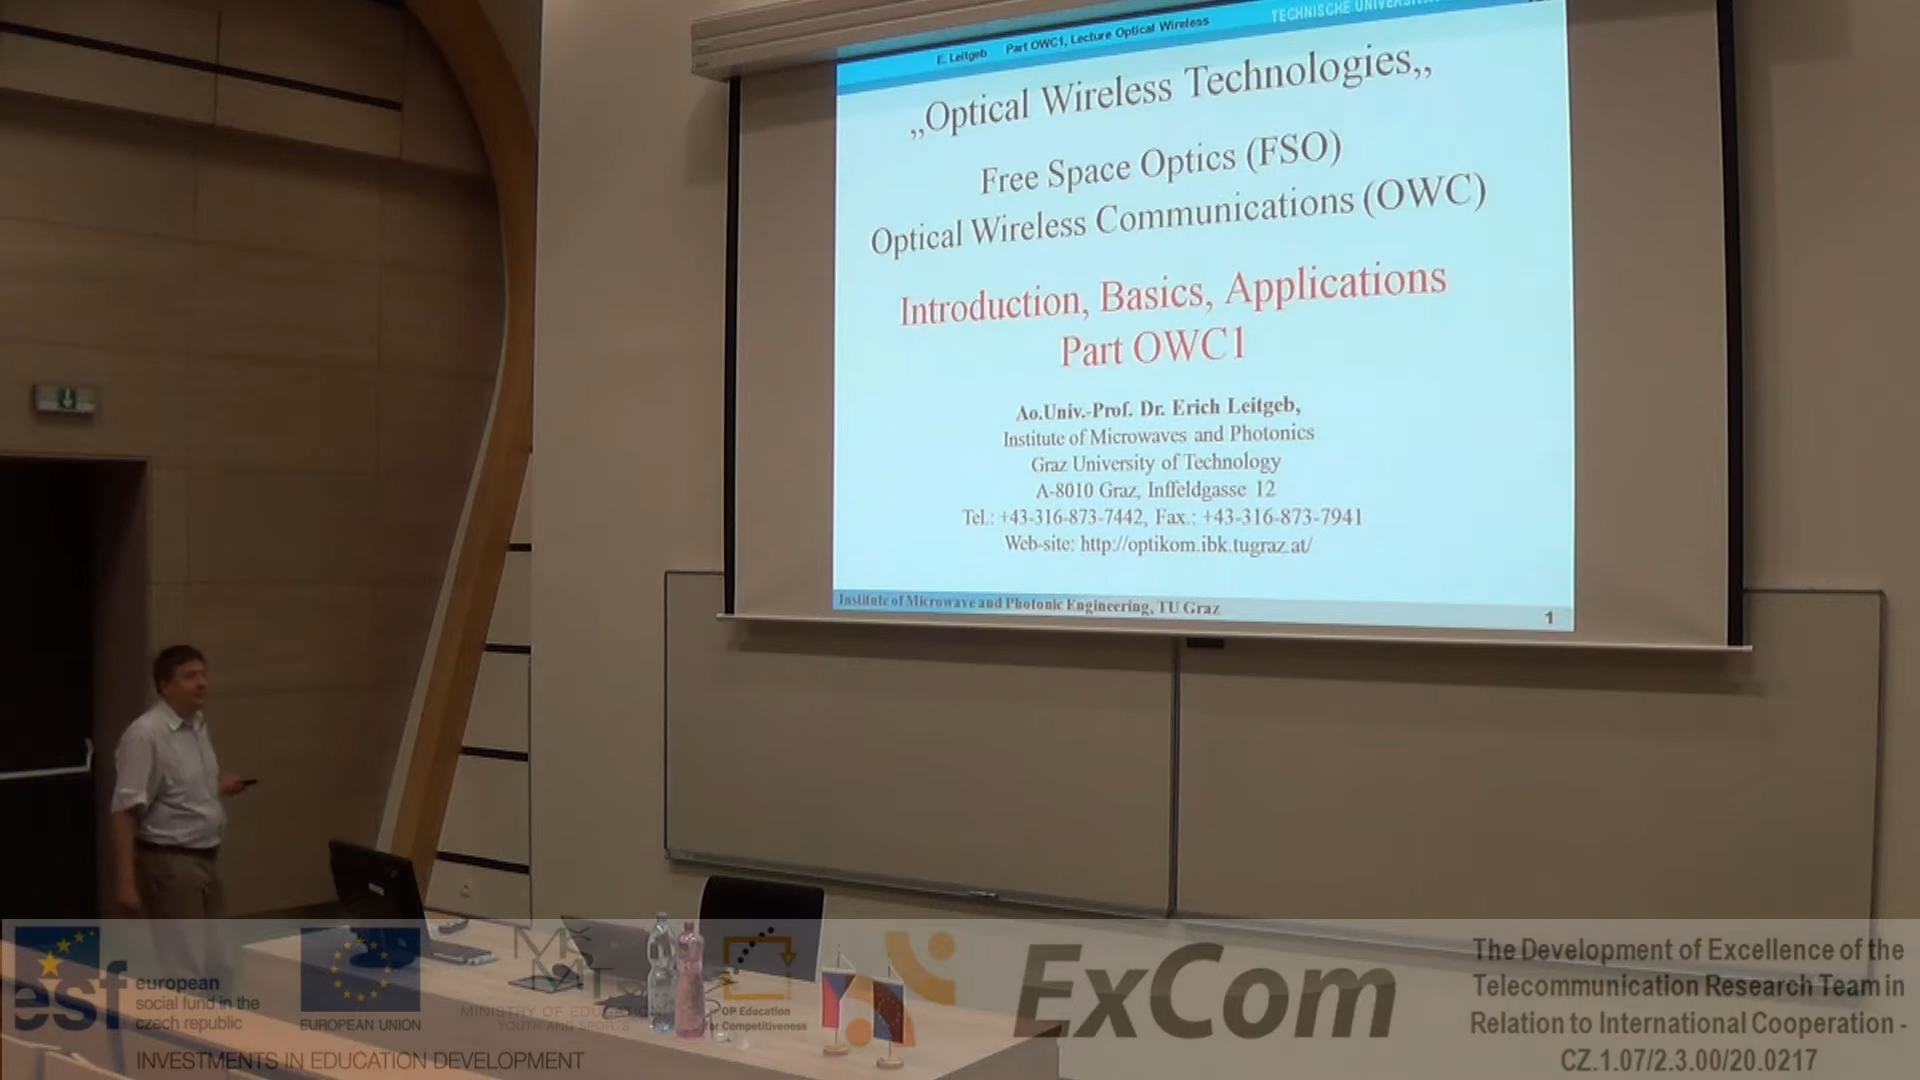 E. Leitgeb Part OWC1, Lecture Optical Wireless
TECHNISCHE
„Optical Wireless Technologies„
Free Space Optics (FSO)
Optical Wireless Communications (OWC)
Introduction, Basics, Applications
Part OWC1
Ao.Univ.-Prof. Dr. Erich Leitgeb,
Institute of Microwaves and Photonics
Graz University of Technology
A-8010 Graz, Inffeldgasse 12
Tel.: +43-316-873-7442, Fax.: +43-316-873-7941
Web-site: http://optikom.ibk.tugraz.at/
Institute of Microwave and Photonic Engineering, TU Graz
1
esf
european
social fund in the
czech republic
EUROPEAN UNION
MŠ
MT
MINISTRY OF EDUCATION
YOUTH AND SPORTS
OP Education
for Competitiveness
INVESTMENTS IN EDUCATION DEVELOPMENT
ExCom
The Development of Excellence of the
Telecommunication Research Team in
Relation to International Cooperation -
CZ.1.07/2.3.00/20.0217